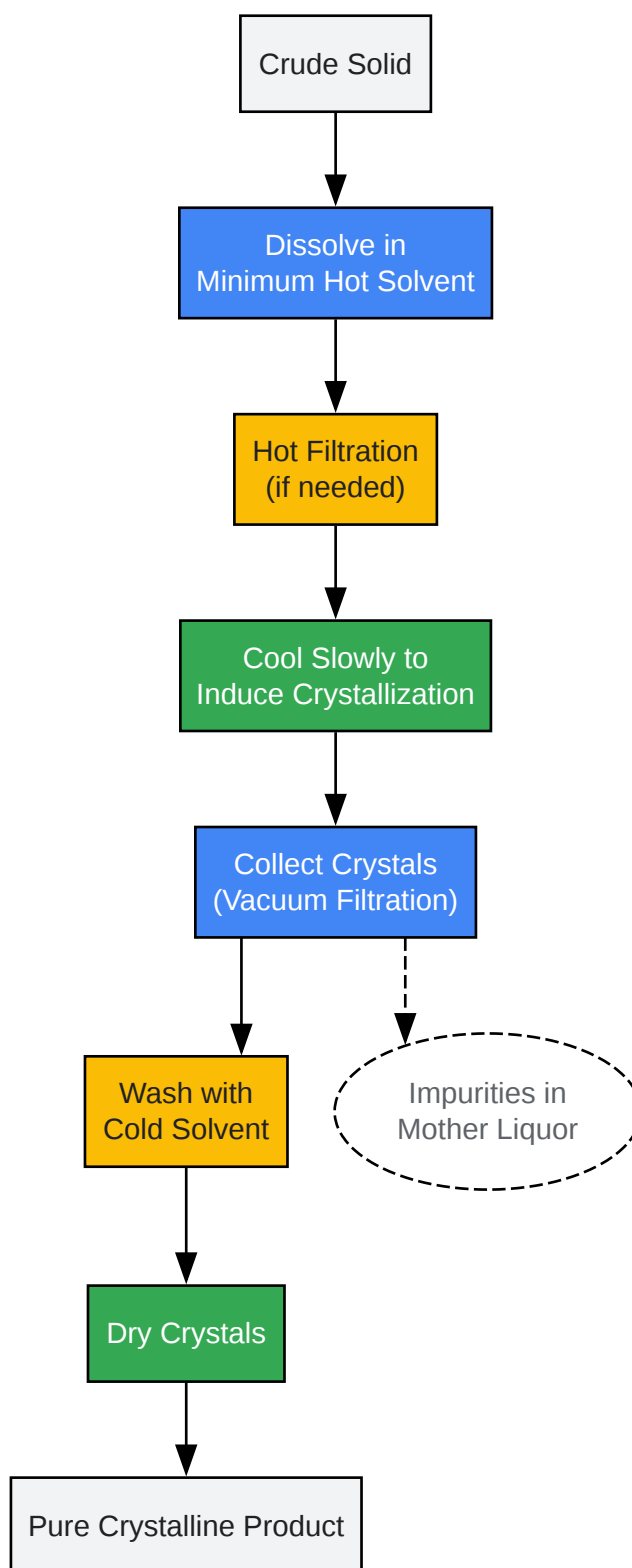 Crude Solid
Dissolve in
Minimum Hot Solvent
Hot Filtration
(if needed)
Cool Slowly to
Induce Crystallization
Collect Crystals
(Vacuum Filtration)
Wash with
Cold Solvent
Impurities in
Mother Liquor
Dry Crystals
Pure Crystalline Product